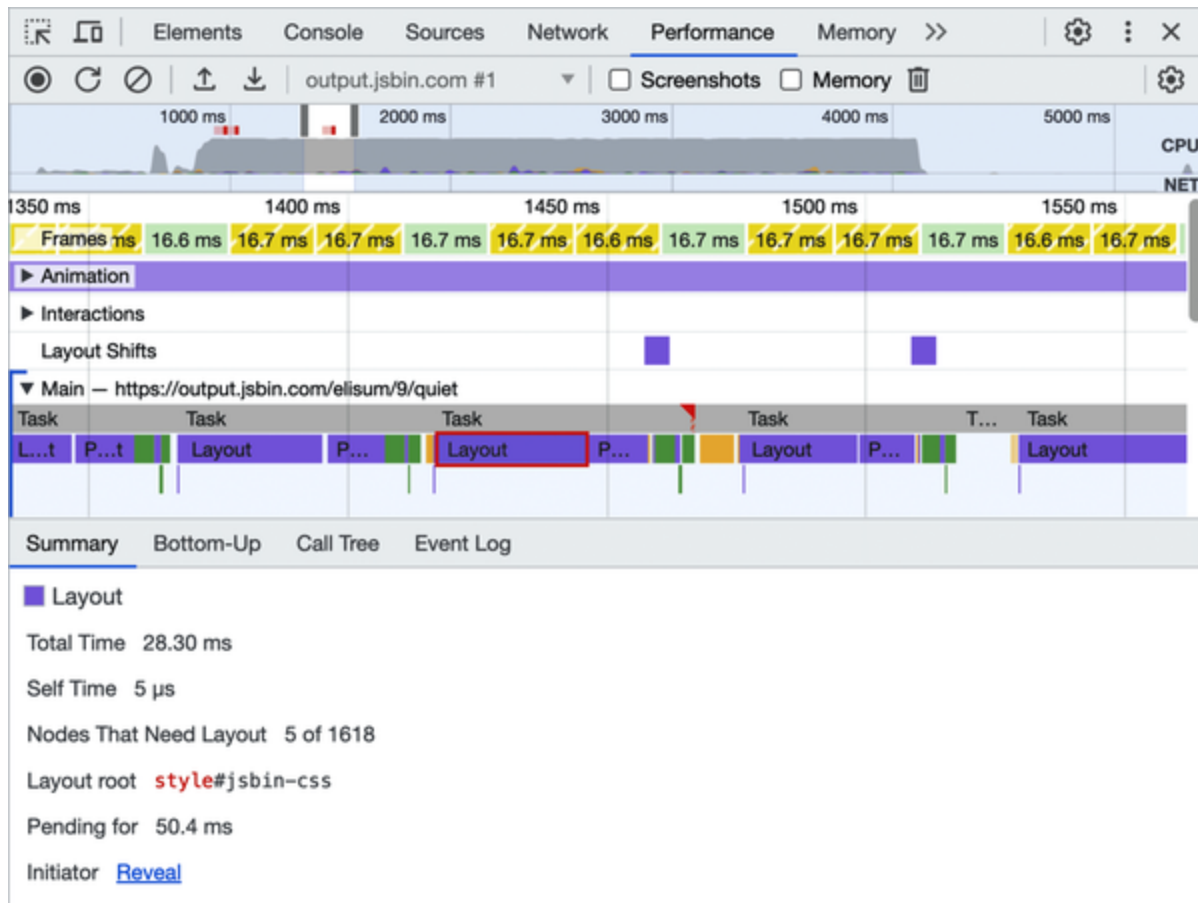 Elements Console Sources Network Performance Memory
output.jsbin.com #1 Screenshots Memory
1000 ms 2000 ms 3000 ms 4000 ms 5000 ms
CPU
NET
1350 ms 1400 ms 1450 ms 1500 ms 1550 ms
Frames ms 16.6 ms 16.7 ms 16.7 ms 16.7 ms 16.7 ms 16.6 ms 16.7 ms 16.7 ms 16.7 ms 16.7 ms 16.6 ms 16.7 ms
Animation
Interactions
Layout Shifts
Main — https://output.jsbin.com/elisum/9/quiet
Task Task Task Task T... Task
L...t P...t Layout P... Layout P... Layout P... Layout
Summary Bottom-Up Call Tree Event Log
Layout
Total Time 28.30 ms
Self Time 5 µs
Nodes That Need Layout 5 of 1618
Layout root style#jsbin-css
Pending for 50.4 ms
Initiator Reveal